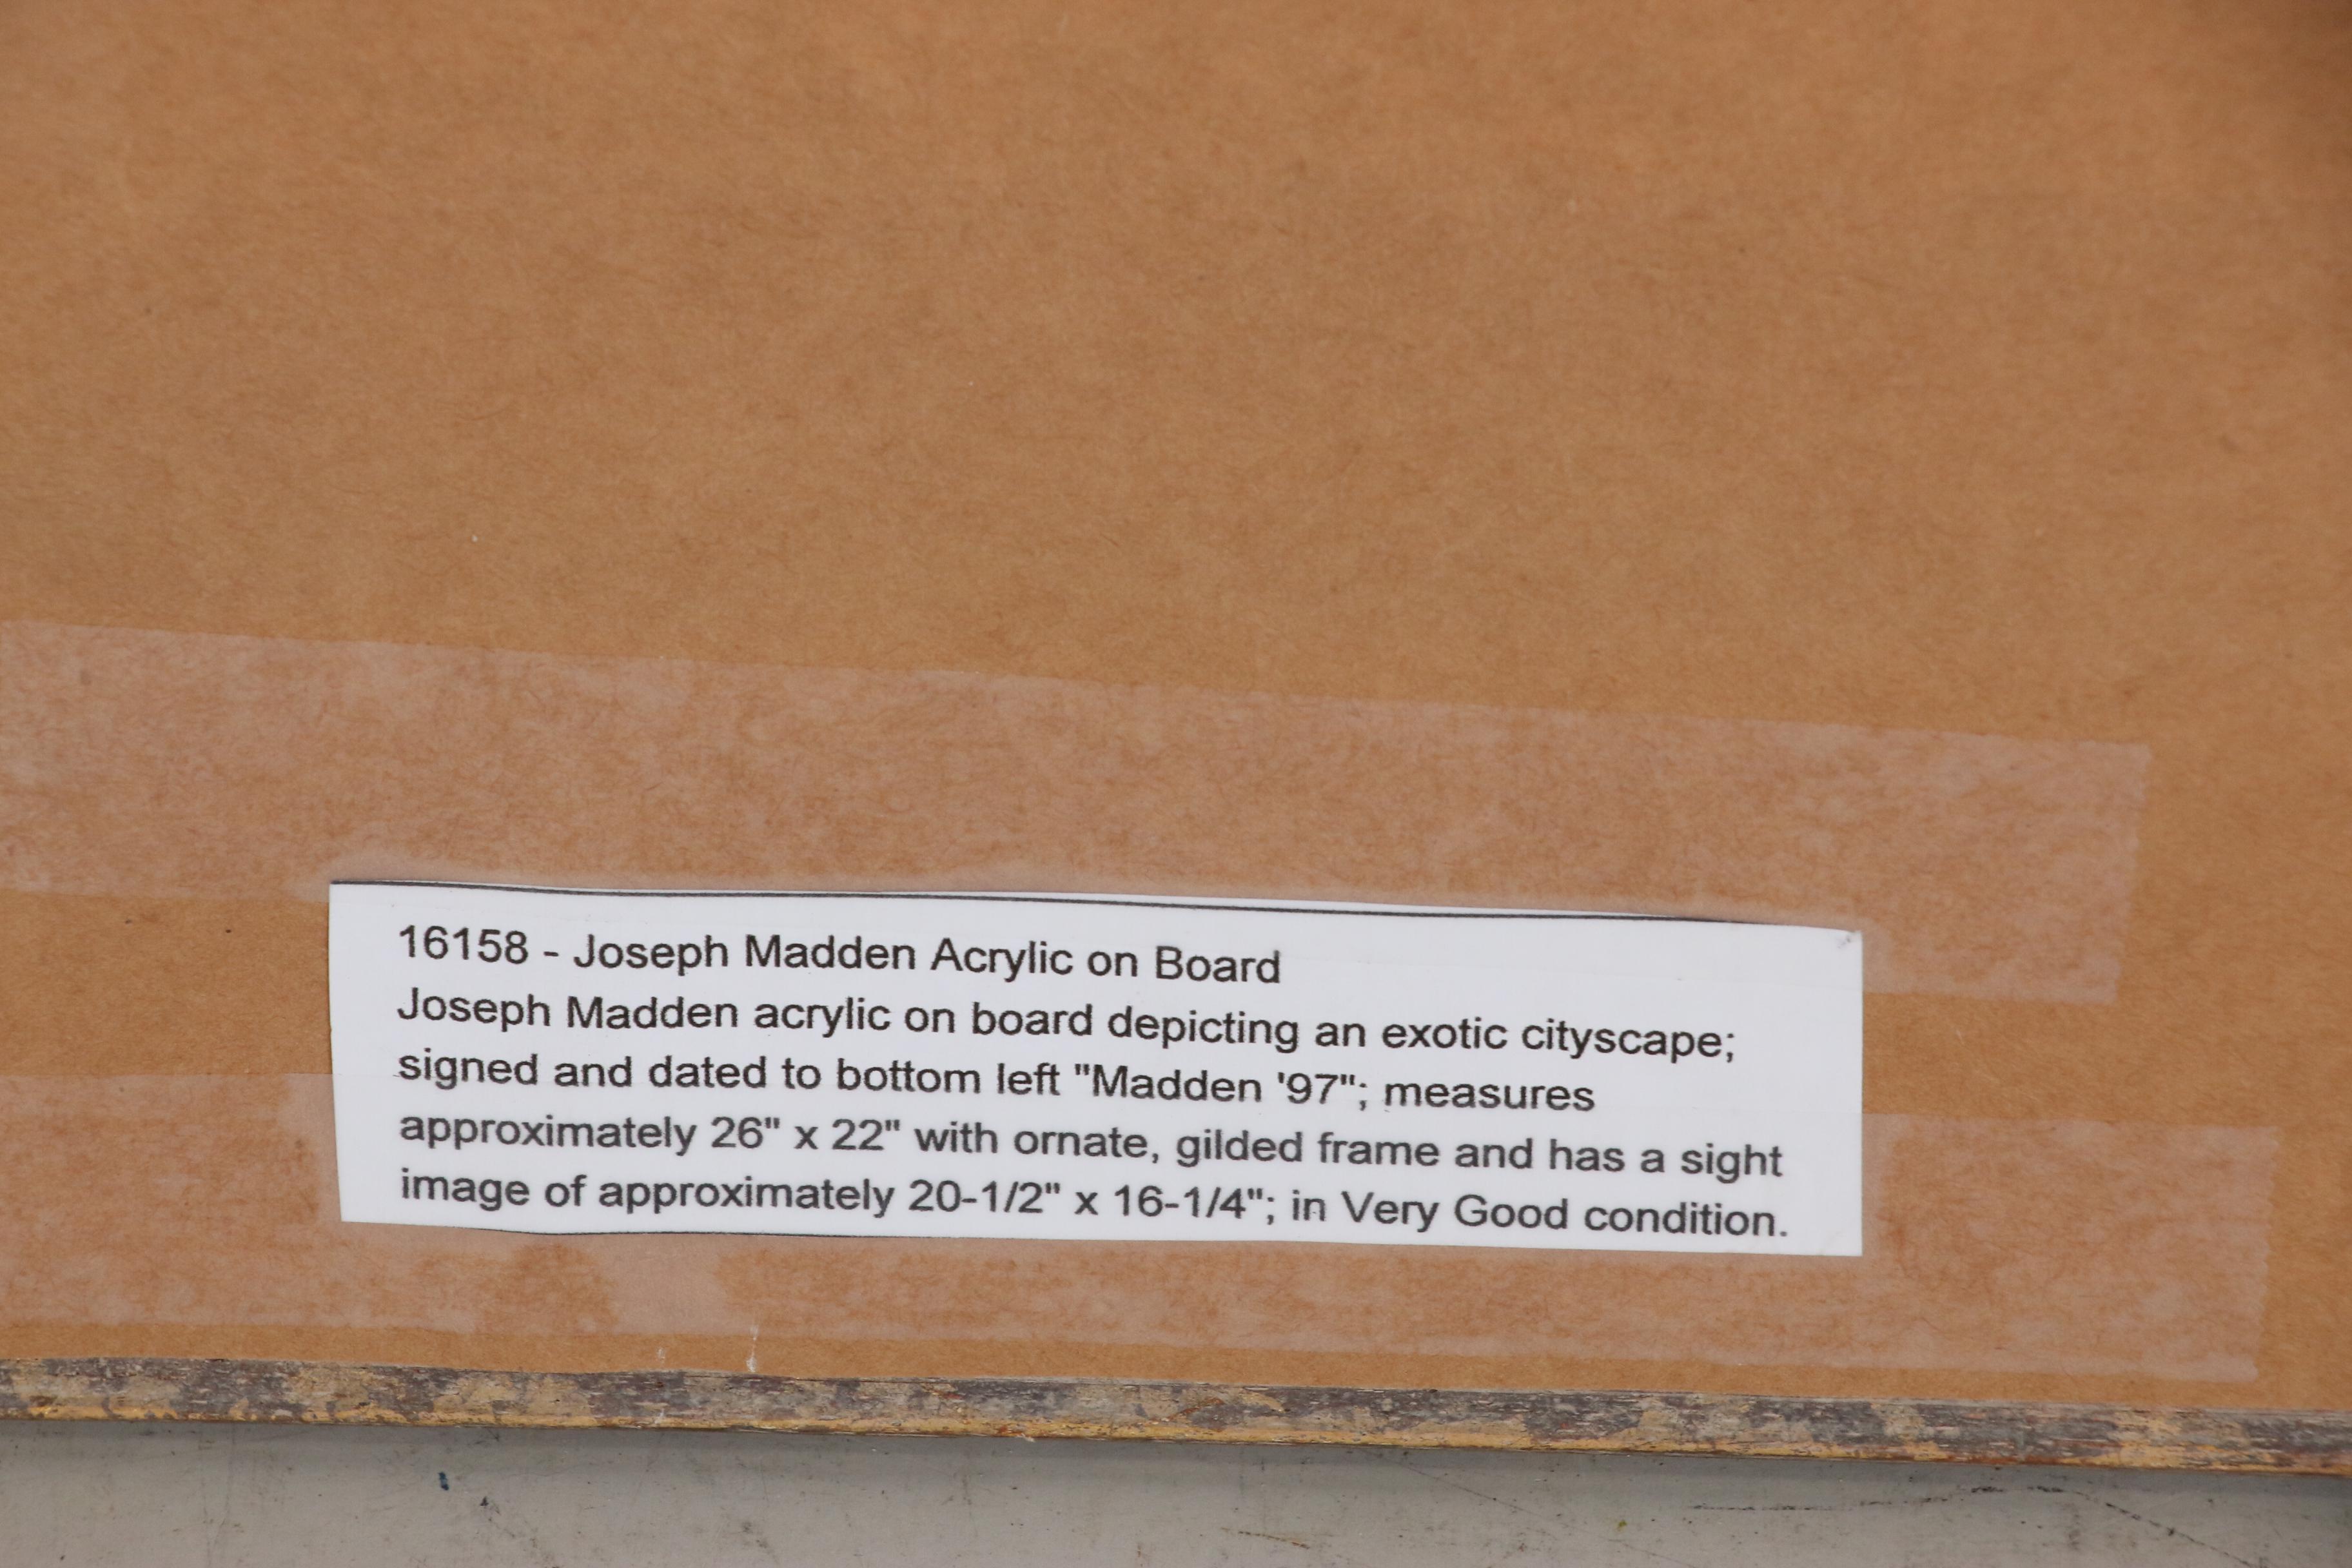 16158 - Joseph Madden Acrylic on Board
Joseph Madden acrylic on board depicting an exotic cityscape;
signed and dated to bottom left "Madden '97"; measures
approximately 26" x 22" with ornate, gilded frame and has a sight
image of approximately 20-1/2" x 16-1/4"; in Very Good condition.